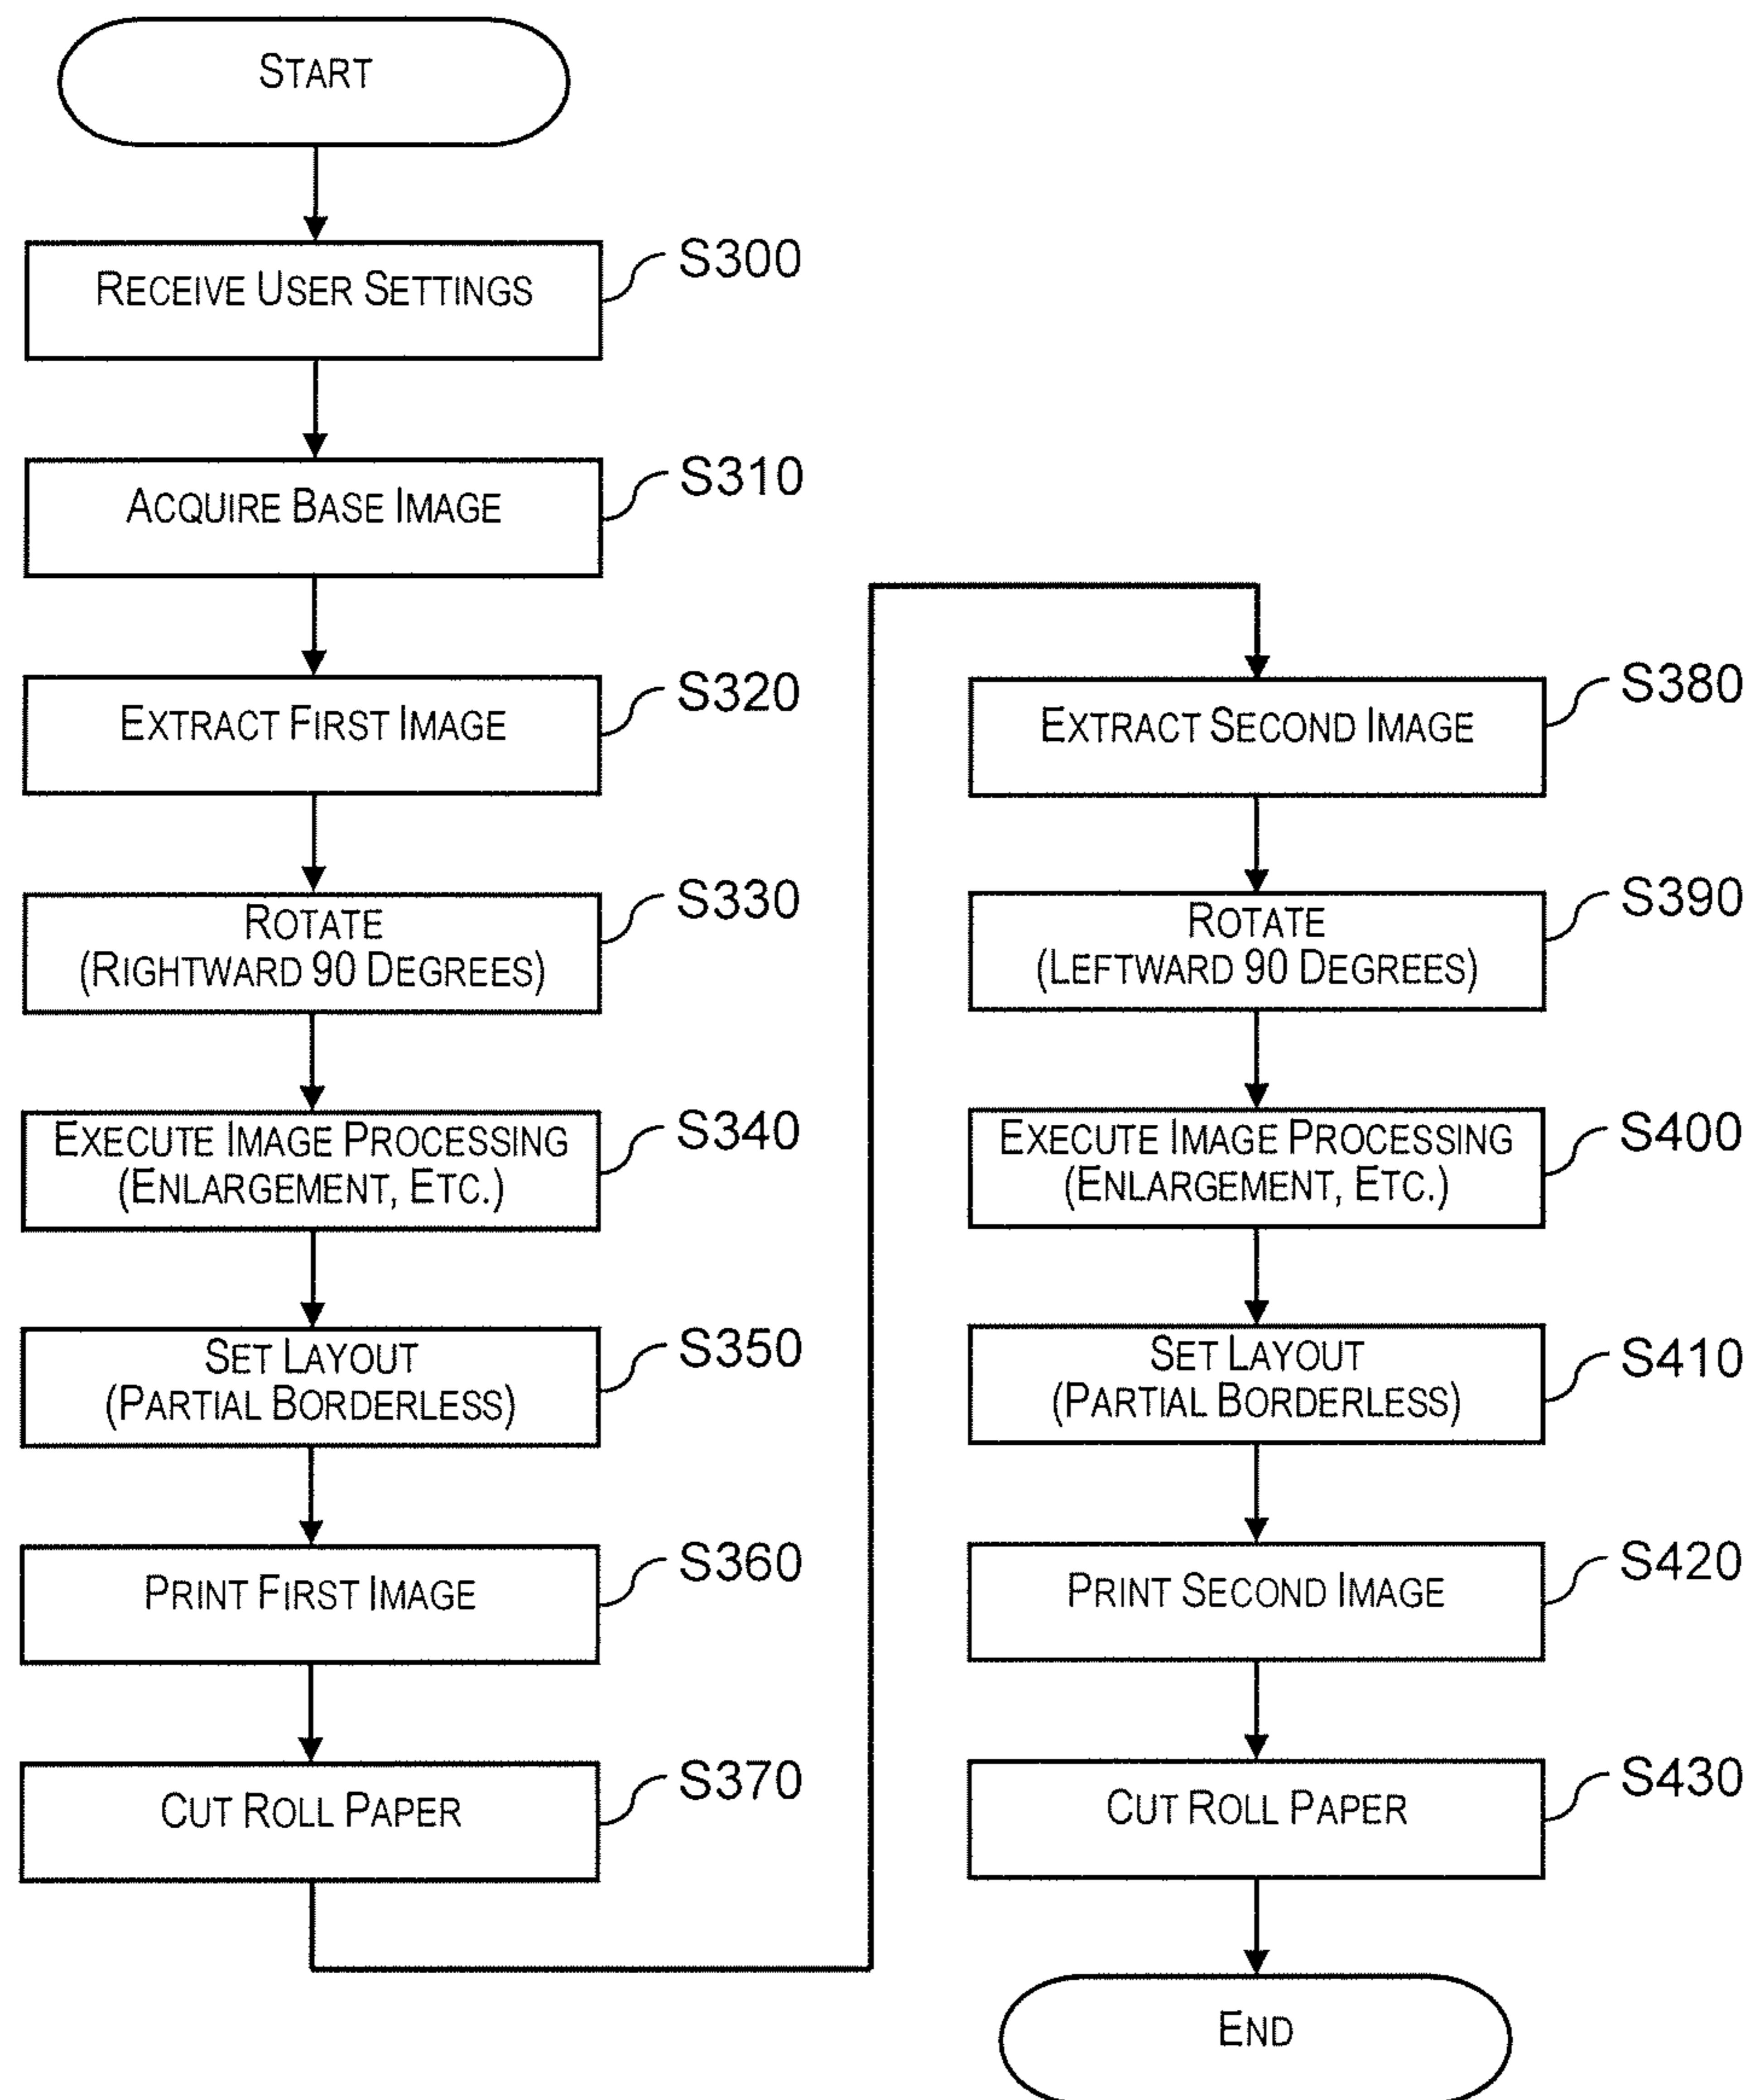 START
RECEIVE USER SETTINGS
S300
ACQUIRE BASE IMAGE
S310
EXTRACT FIRST IMAGE
S320
ROTATE
(RIGHTWARD 90 DEGREES)
S330
EXECUTE IMAGE PROCESSING
(ENLARGEMENT, ETC.)
S340
SET LAYOUT
(PARTIAL BORDERLESS)
S350
PRINT FIRST IMAGE
S360
CUT ROLL PAPER
S370
EXTRACT SECOND IMAGE
S380
ROTATE
(LEFTWARD 90 DEGREES)
S390
EXECUTE IMAGE PROCESSING
(ENLARGEMENT, ETC.)
S400
SET LAYOUT
(PARTIAL BORDERLESS)
S410
PRINT SECOND IMAGE
S420
CUT ROLL PAPER
S430
END